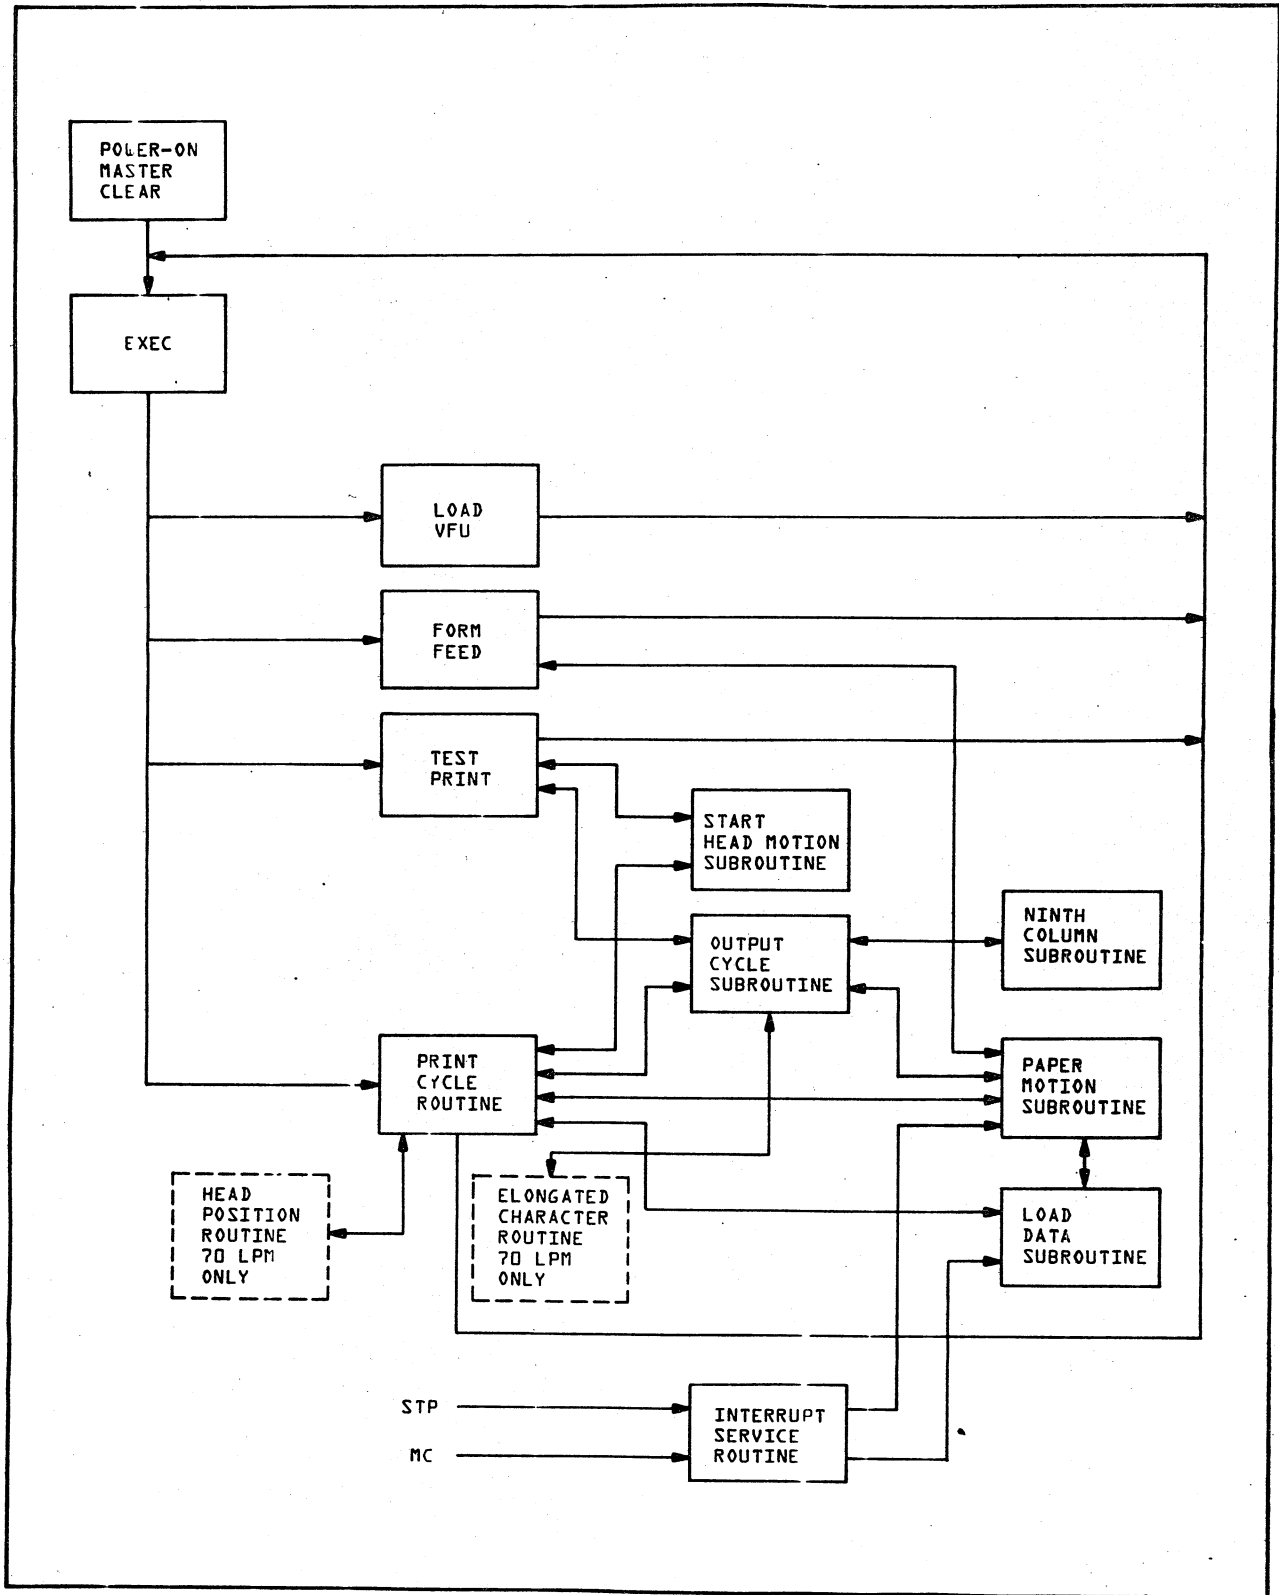 POWER-ON
MASTER
CLEAR
EXEC
LOAD
VFU
FORM
FEED
TEST
PRINT
START
HEAD MOTION
SUBROUTINE
NINTH
COLUMN
SUBROUTINE
OUTPUT
CYCLE
SUBROUTINE
PRINT
CYCLE
ROUTINE
PAPER
MOTION
SUBROUTINE
HEAD
POSITION
ROUTINE
70 LPM
ONLY
ELONGATED
CHARACTER
ROUTINE
70 LPM
ONLY
LOAD
DATA
SUBROUTINE
STP
MC
INTERRUPT
SERVICE
ROUTINE